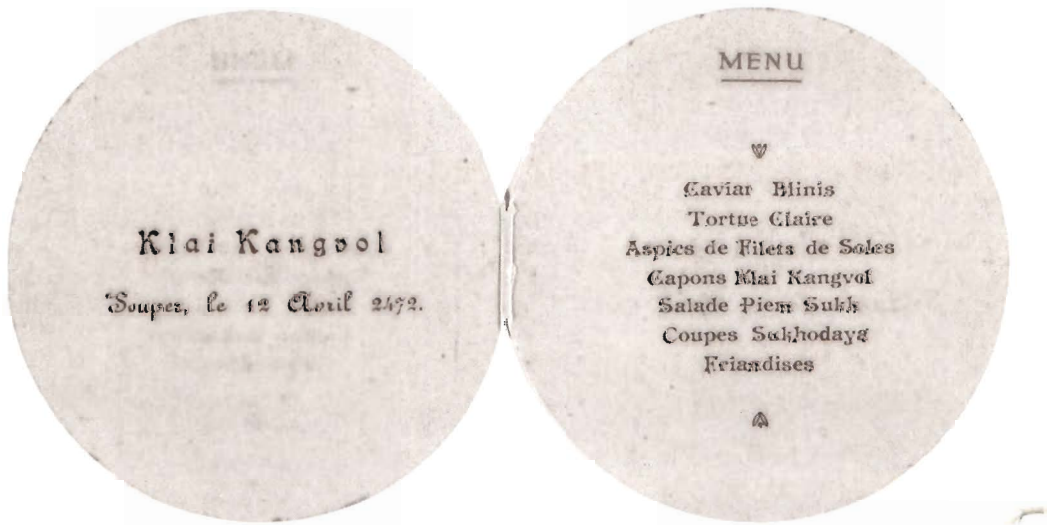 Klai Kangvol
Souper, le 12 Avril 2472.
MENU
Caviar Blinis
Tortue Claire
Aspics de Filets de Soles
Capons Klai Kangvol
Salade Piem Sukh
Coupes Sukhodaya
Friandises